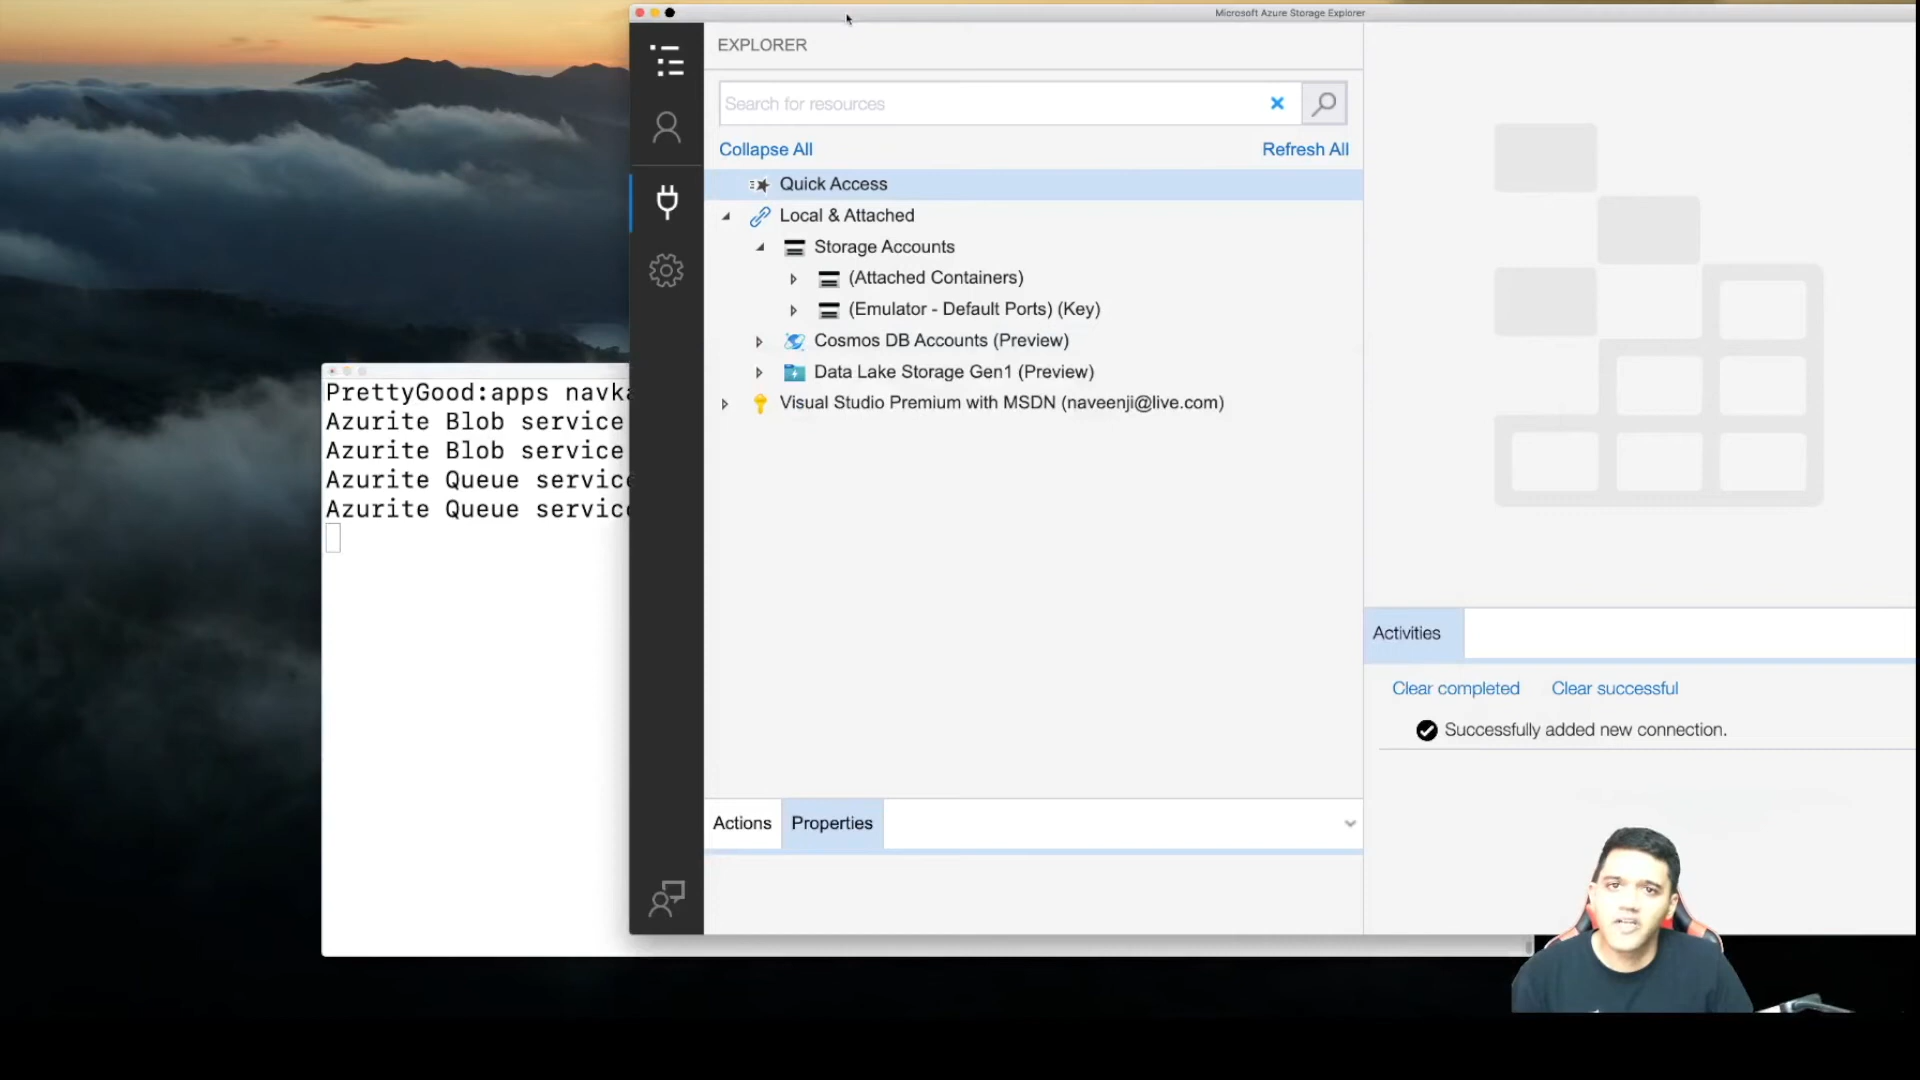 Microsoft Azure Storage Explorer
EXPLORER
Search for resources
Collapse All
Refresh All
Quick Access
Local & Attached
Storage Accounts
(Attached Containers)
(Emulator - Default Ports) (Key)
Cosmos DB Accounts (Preview)
Data Lake Storage Gen1 (Preview)
Visual Studio Premium with MSDN (naveenji@live.com)
Actions
Properties
Activities
Clear completed
Clear successful
Successfully added new connection.
PrettyGood:apps
Azurite Blob service
Azurite Blob service
Azurite Queue
Azurite Queue